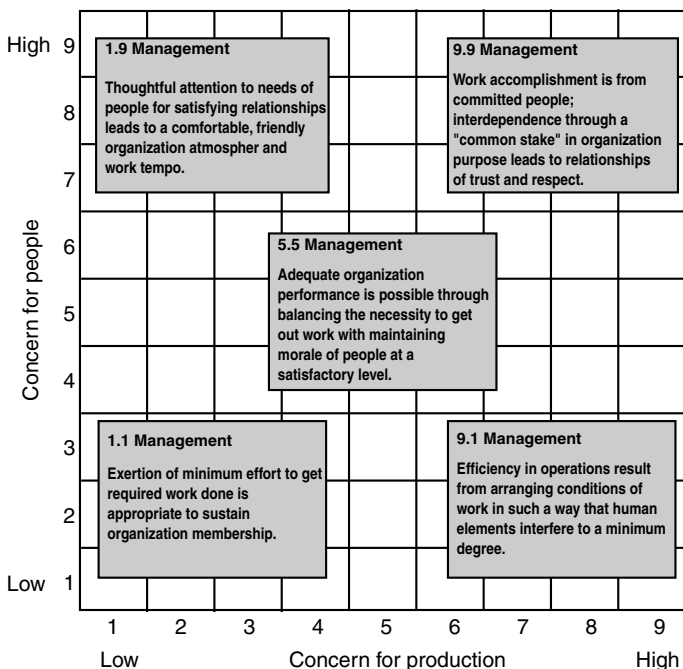 High 9
1.9 Management
Thoughtful attention to needs of
people for satisfying relationships
leads to a comfortable, friendly
organization atmospher and
work tempo.
9.9 Management
Work accomplishment is from
committed people;
interdependence through a
"common stake" in organization
purpose leads to relationships
of trust and respect.
8
7
Concern for people
6
5
4
5.5 Management
Adequate organization
performance is possible through
balancing the necessity to get
out work with maintaining
morale of people at a
satisfactory level.
3
2
1.1 Management
Exertion of minimum effort to get
required work done is
appropriate to sustain
organization membership.
9.1 Management
Efficiency in operations result
from arranging conditions of
work in such a way that human
elements interfere to a minimum
degree.
Low 1
1 2 3 4 5 6 7 8 9
Low Concern for production High